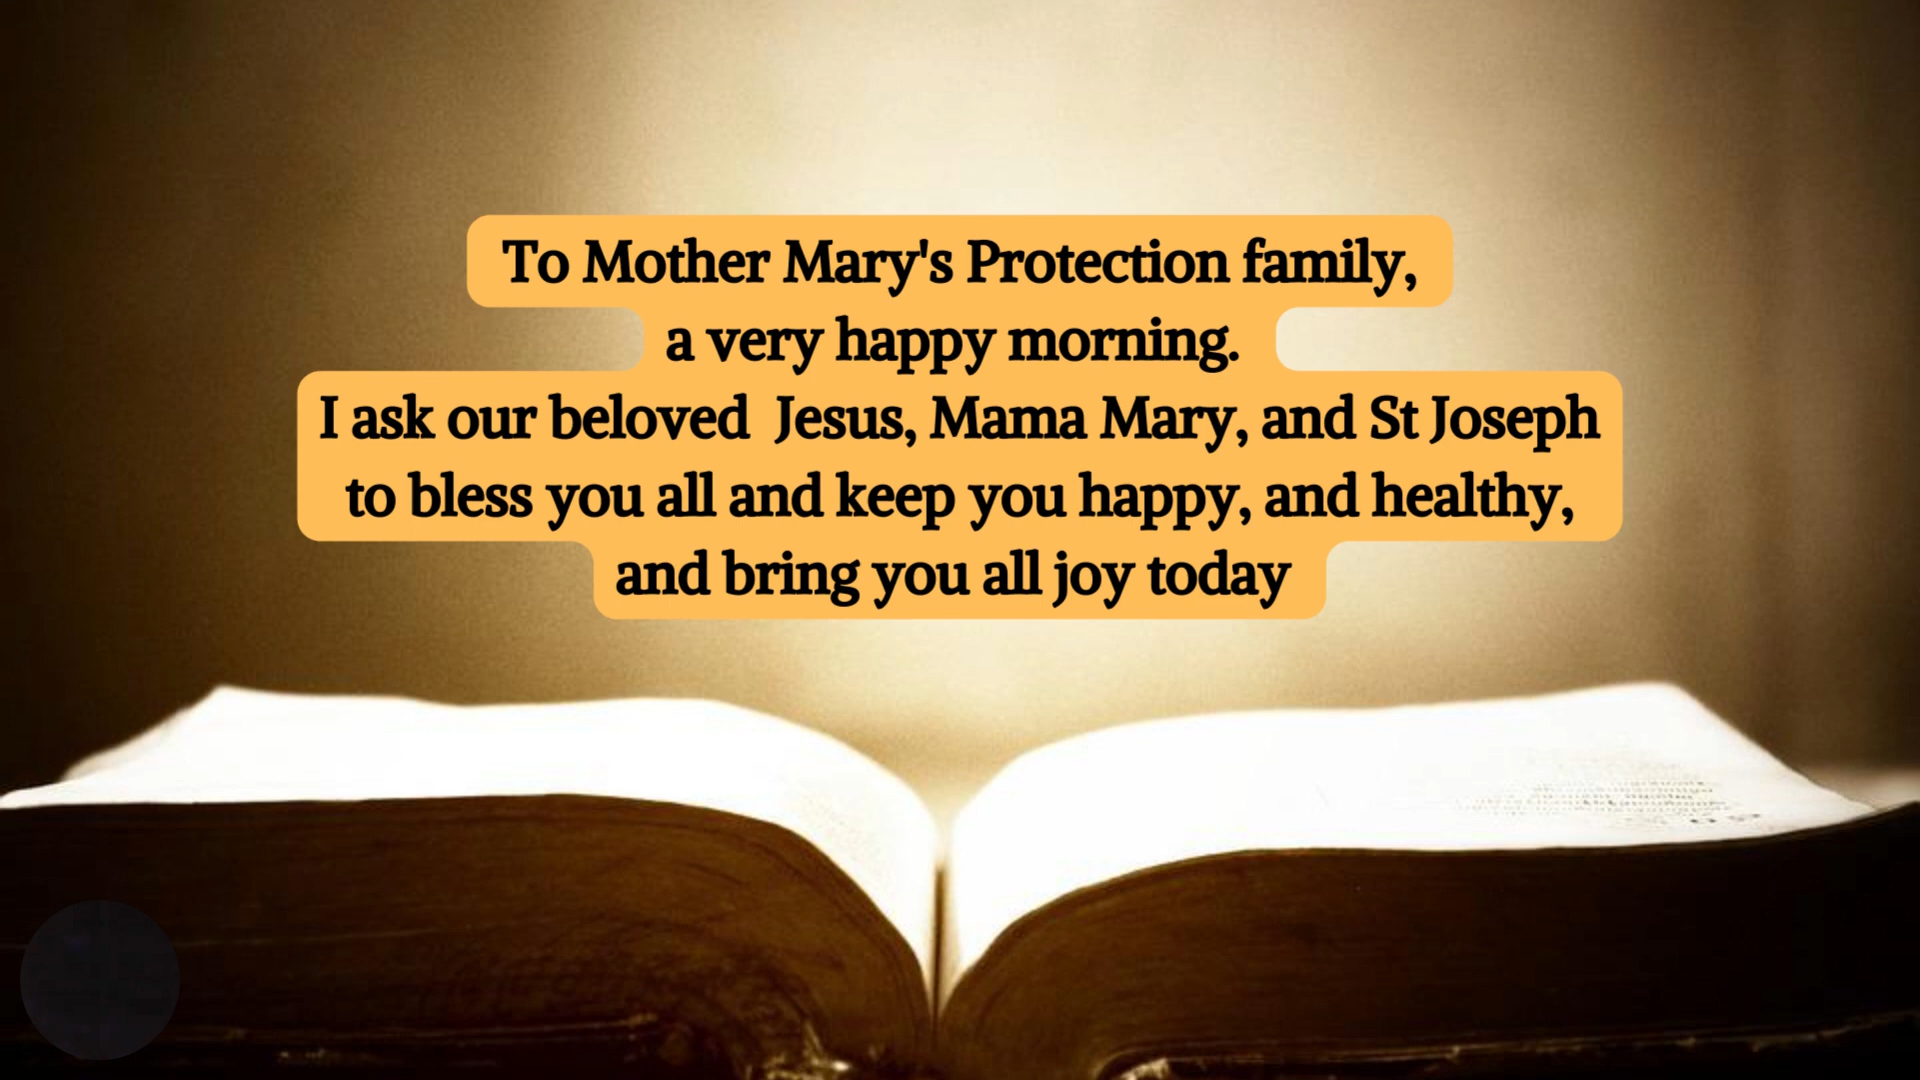 To Mother Mary's Protection family,
a very happy morning.
I ask our beloved  Jesus, Mama Mary, and St Joseph
to bless you all and keep you happy, and healthy,
and bring you all joy today